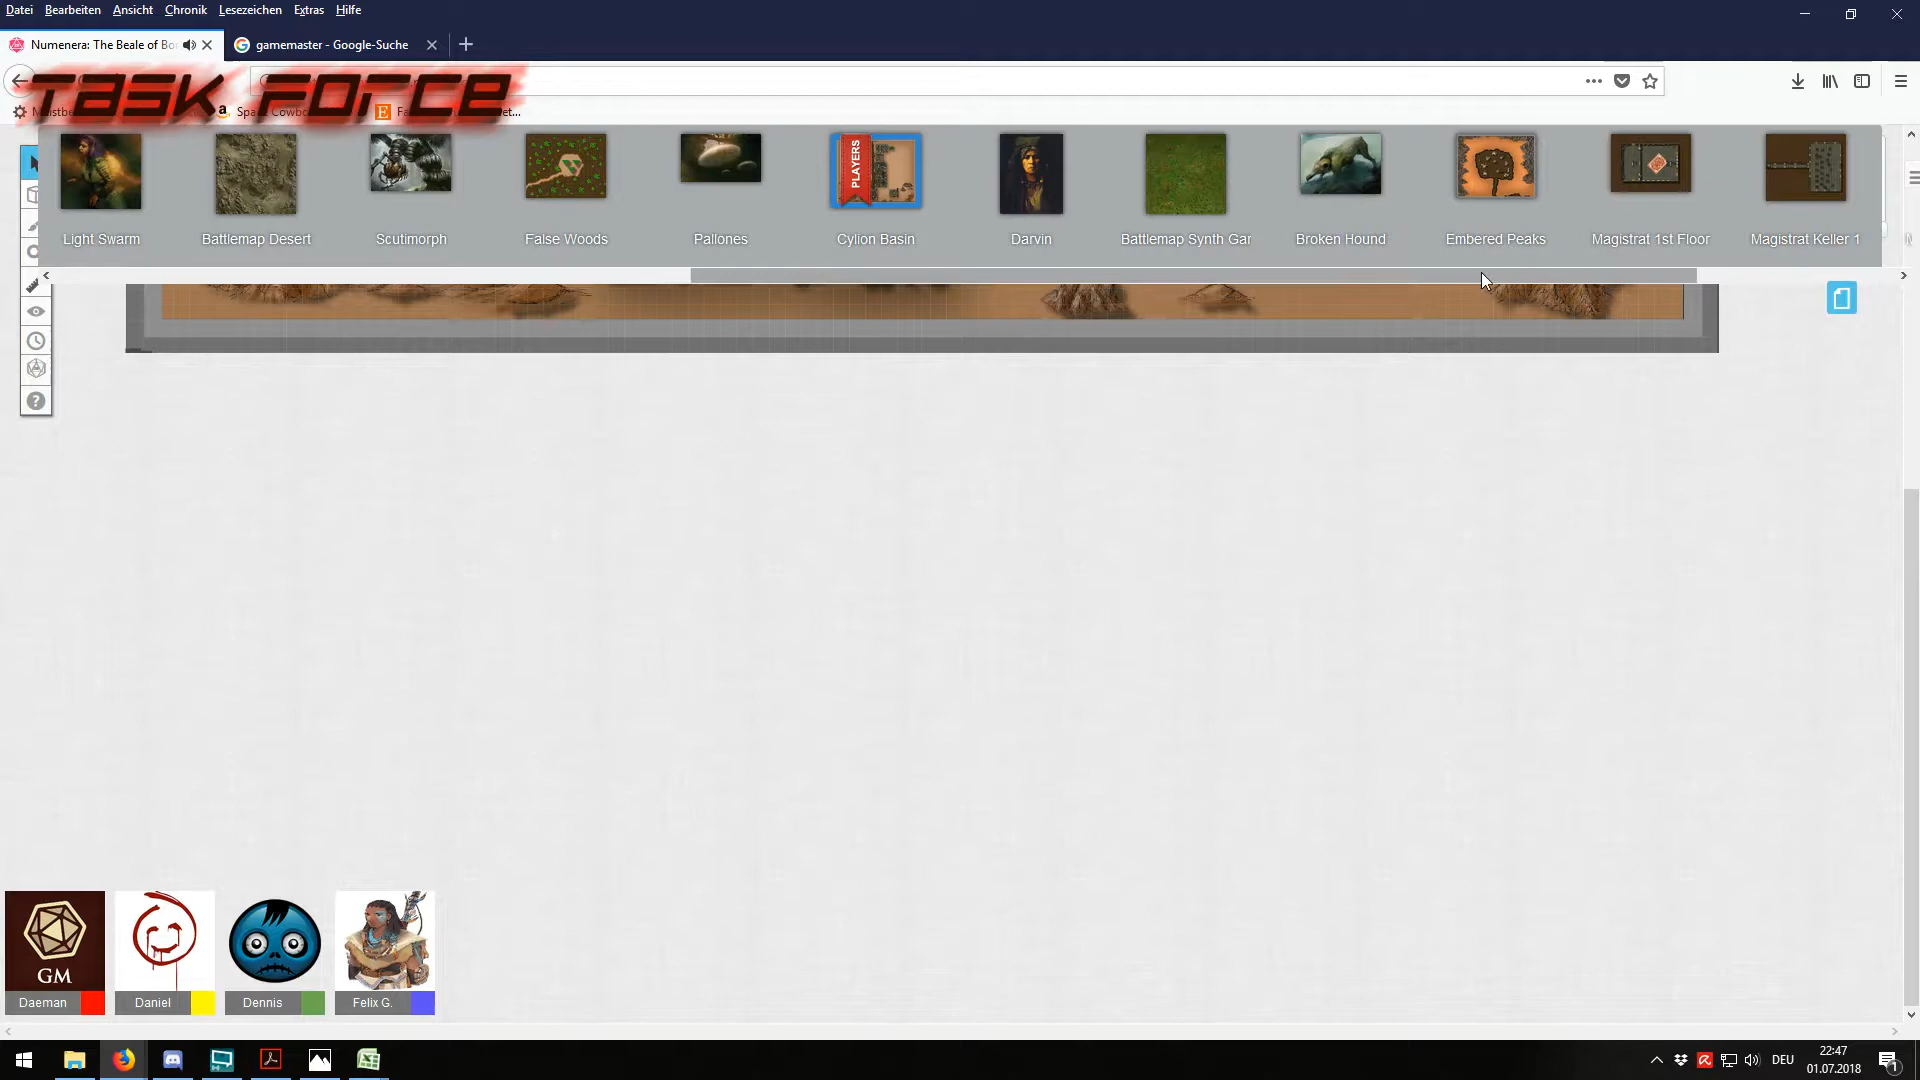 Datei Bearbeiten Ansicht Chronik Lesezeichen Extras Hilfe
Numenera: The Beale of Bor
gamemaster - Google-Suche
TASK FORCE
Light Swarm
Battlemap Desert
Scutimorph
False Woods
Pallones
PLAYERS
Cylion Basin
Darvin
Battlemap Synth Gar
Broken Hound
Embered Peaks
Magistrat 1st Floor
Magistrat Keller 1
GM
Daeman
Daniel
Dennis
Felix G.
DEU
22:47
01.07.2018
1